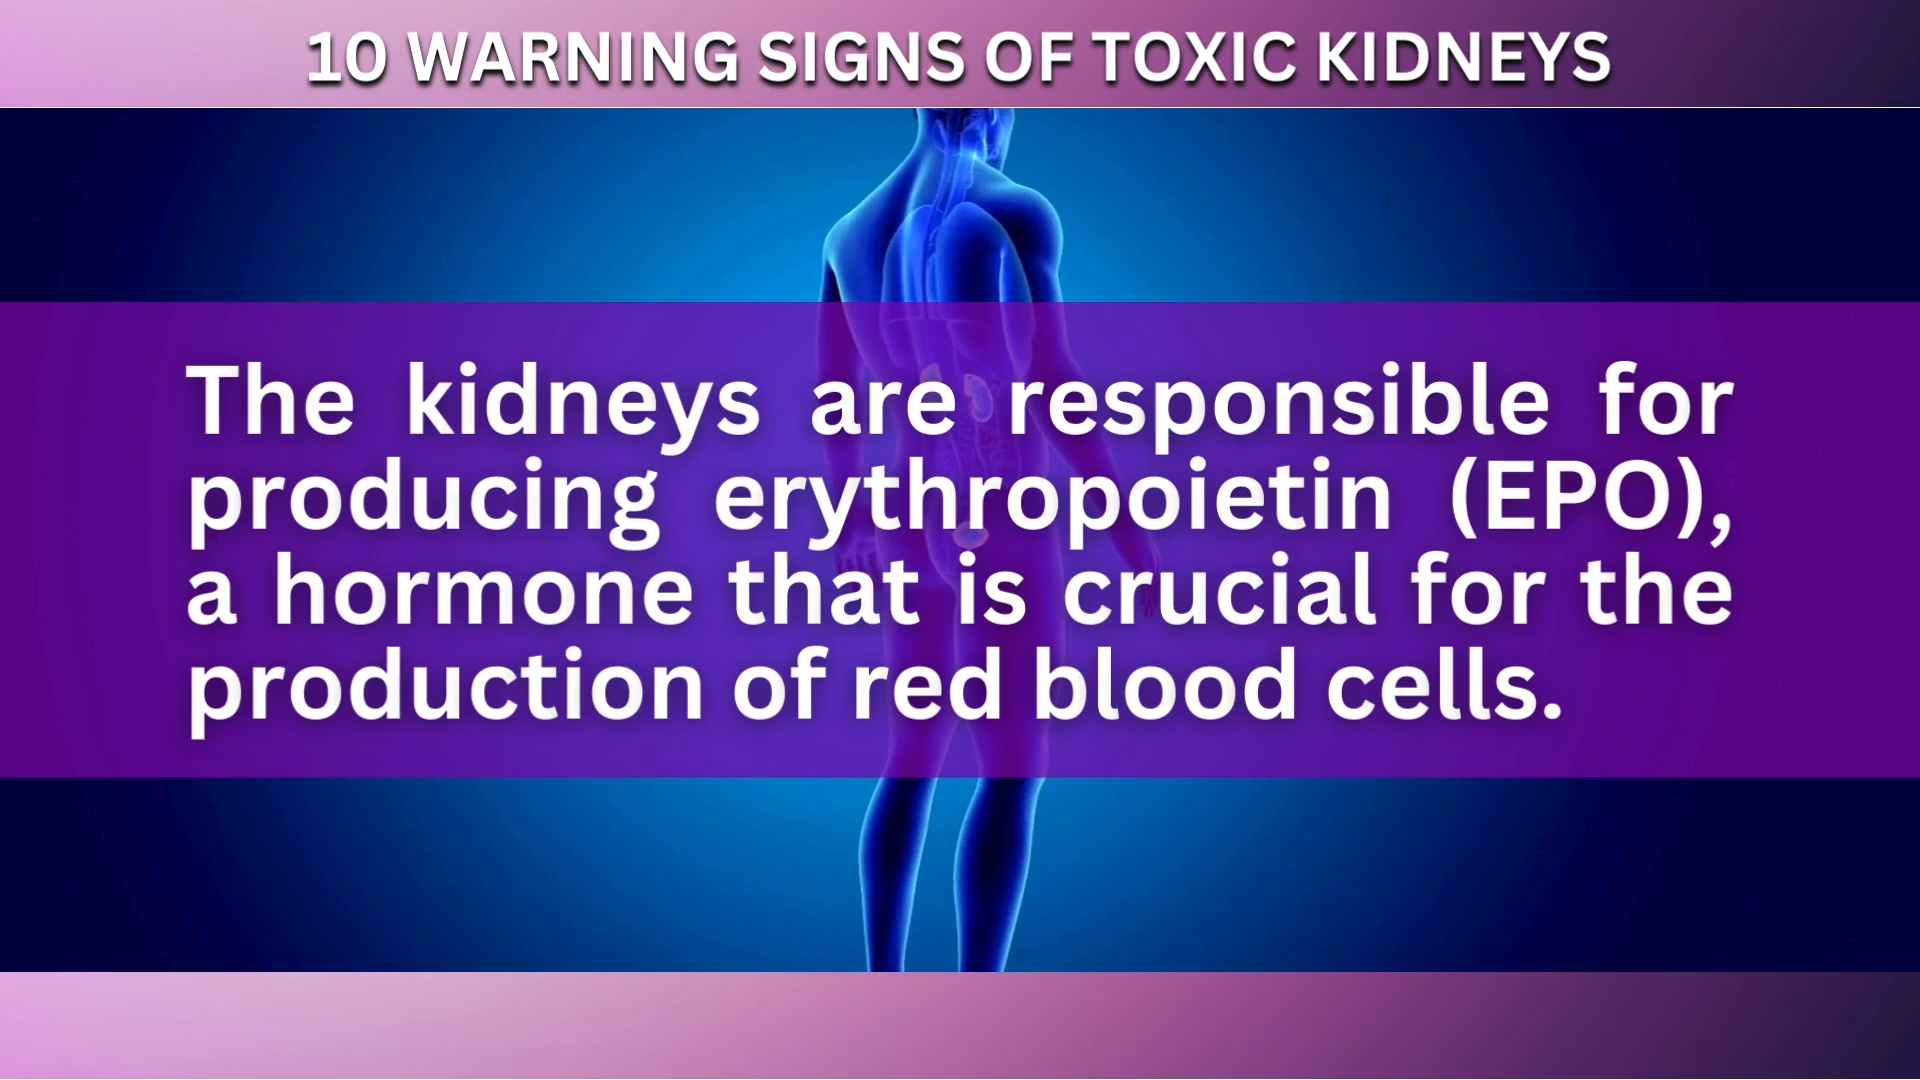 10 WARNING SIGNS OF TOXIC KIDNEYS
The kidneys are responsible for
producing erythropoietin (EPO),
a hormone that is crucial for the
production of red blood cells.